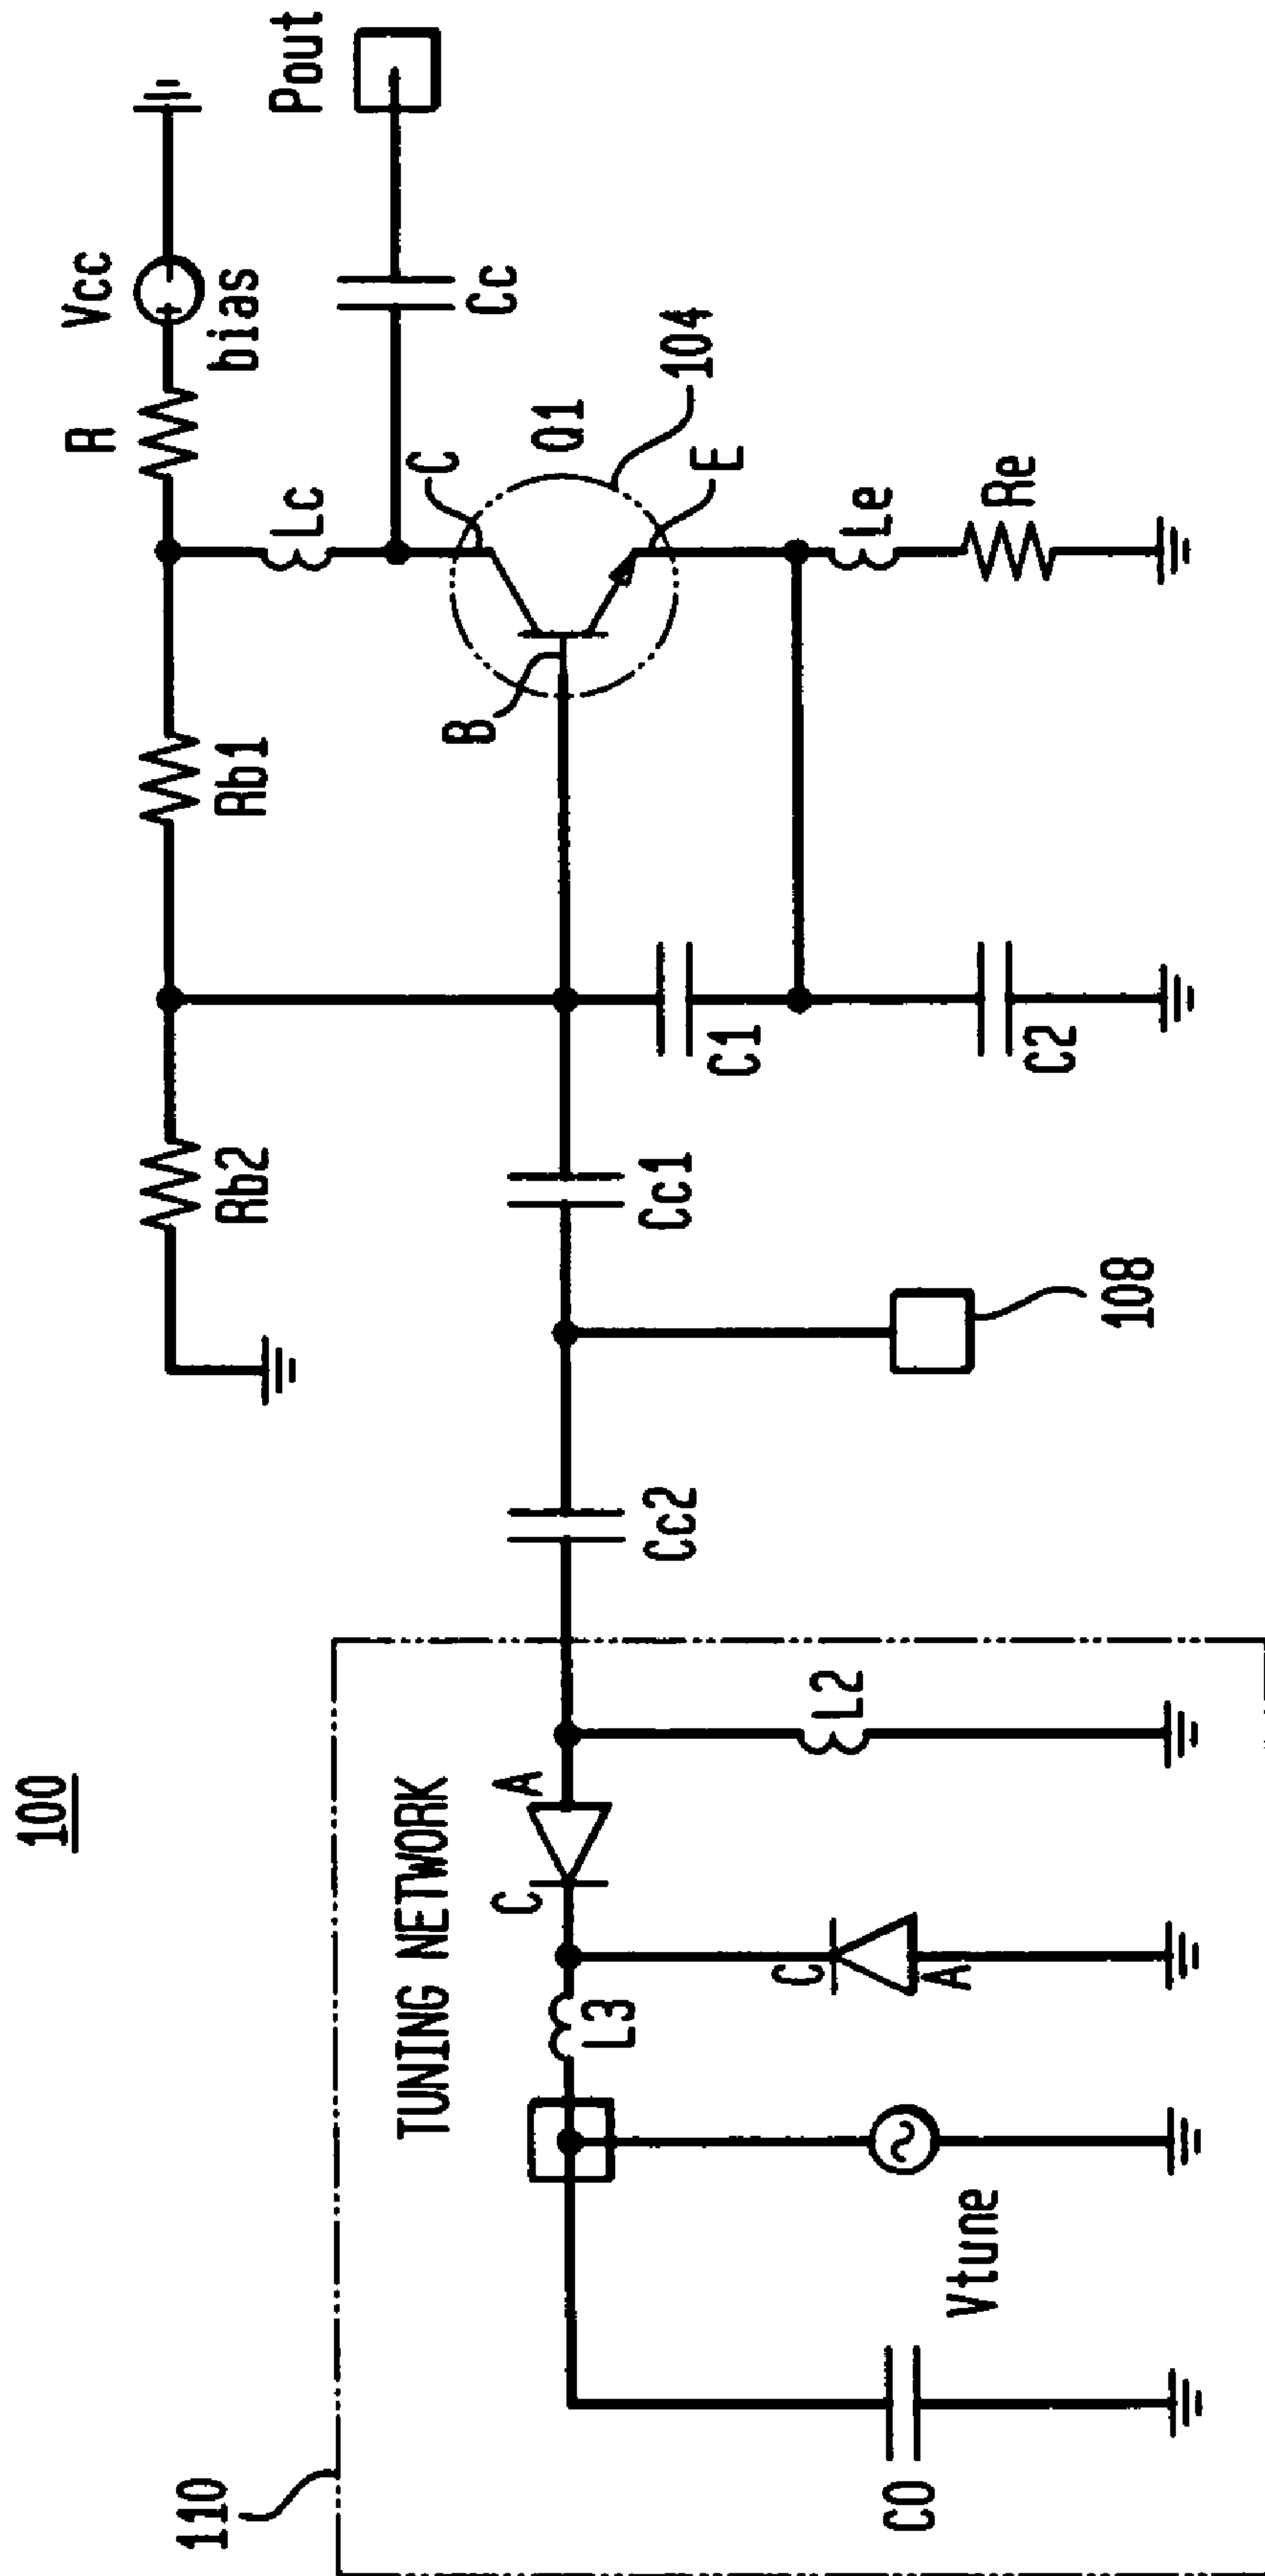 100
110
TUNING NETWORK
C0
Vtune
L3
C
A
C
A
L2
Cc2
108
Cc1
Rb2
Rb1
C1
C2
B
C
E
Q1
104
Lc
Le
Re
R
Vcc
bias
Cc
Pout